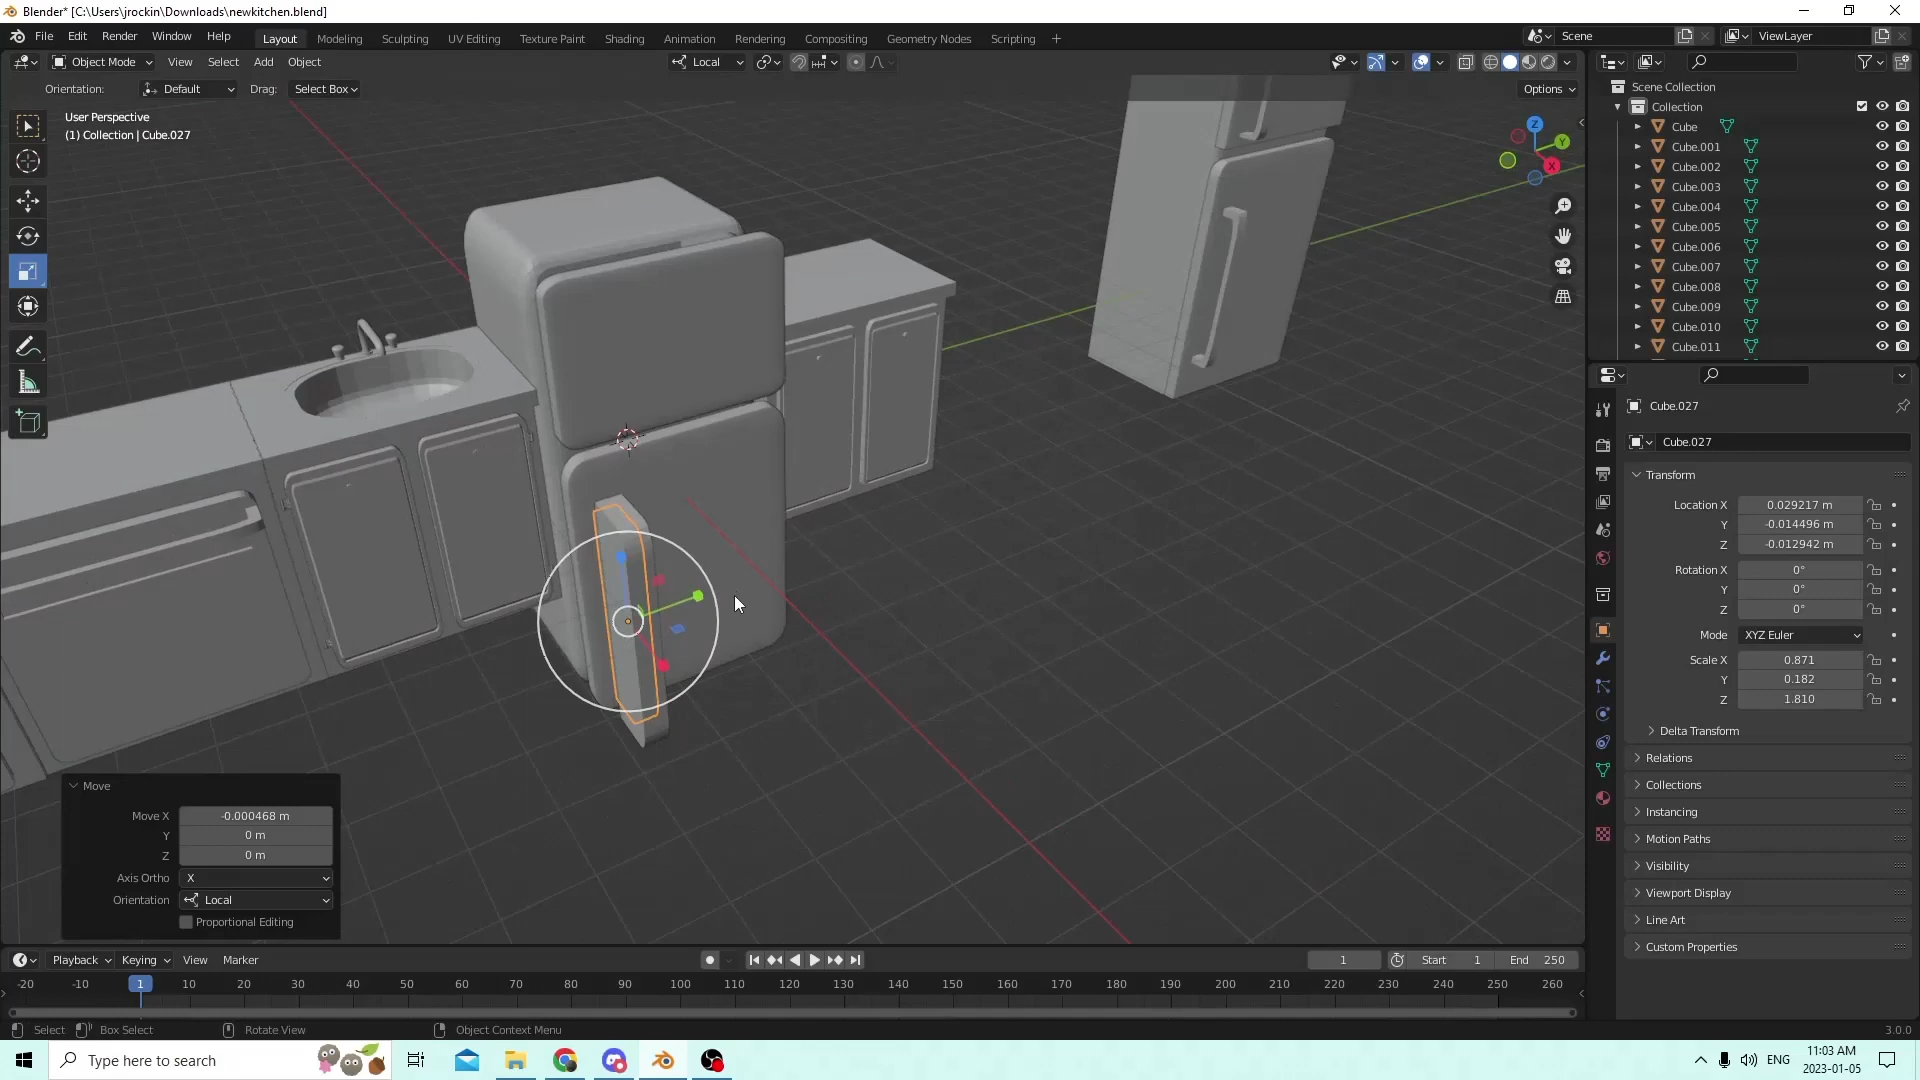 Blender* [C:\Users\jrockin\Downloads\newkitchen.blend]
File Edit Render Window Help Layout Modeling Sculpting UV Editing Texture Paint Shading Animation Rendering Compositing Geometry Nodes Scripting + Scene ViewLayer
Object Mode View Select Add Object Local
Orientation: Default Drag: Select Box Options
User Perspective
(1) Collection | Cube.027
Z
Y
X
Scene Collection
Collection
Cube
Cube.001
Cube.002
Cube.003
Cube.004
Cube.005
Cube.006
Cube.007
Cube.008
Cube.009
Cube.010
Cube.011
Cube.027
Cube.027
Transform
Location X 0.029217 m
Y -0.014496 m
Z -0.012942 m
Rotation X 0°
Y 0°
Z 0°
Mode XYZ Euler
Scale X 0.871
Y 0.182
Z 1.810
Delta Transform
Relations
Collections
Instancing
Motion Paths
Visibility
Viewport Display
Line Art
Custom Properties
Move
Move X -0.000468 m
Y 0 m
Z 0 m
Axis Ortho X
Orientation Local
Proportional Editing
Playback Keying View Marker 1 Start 1 End 250
-20 -10 1 10 20 30 40 50 60 70 80 90 100 110 120 130 140 150 160 170 180 190 200 210 220 230 240 250 260
Select Box Select Rotate View Object Context Menu 3.0.0
Type here to search ENG 11:03 AM
2023-01-05